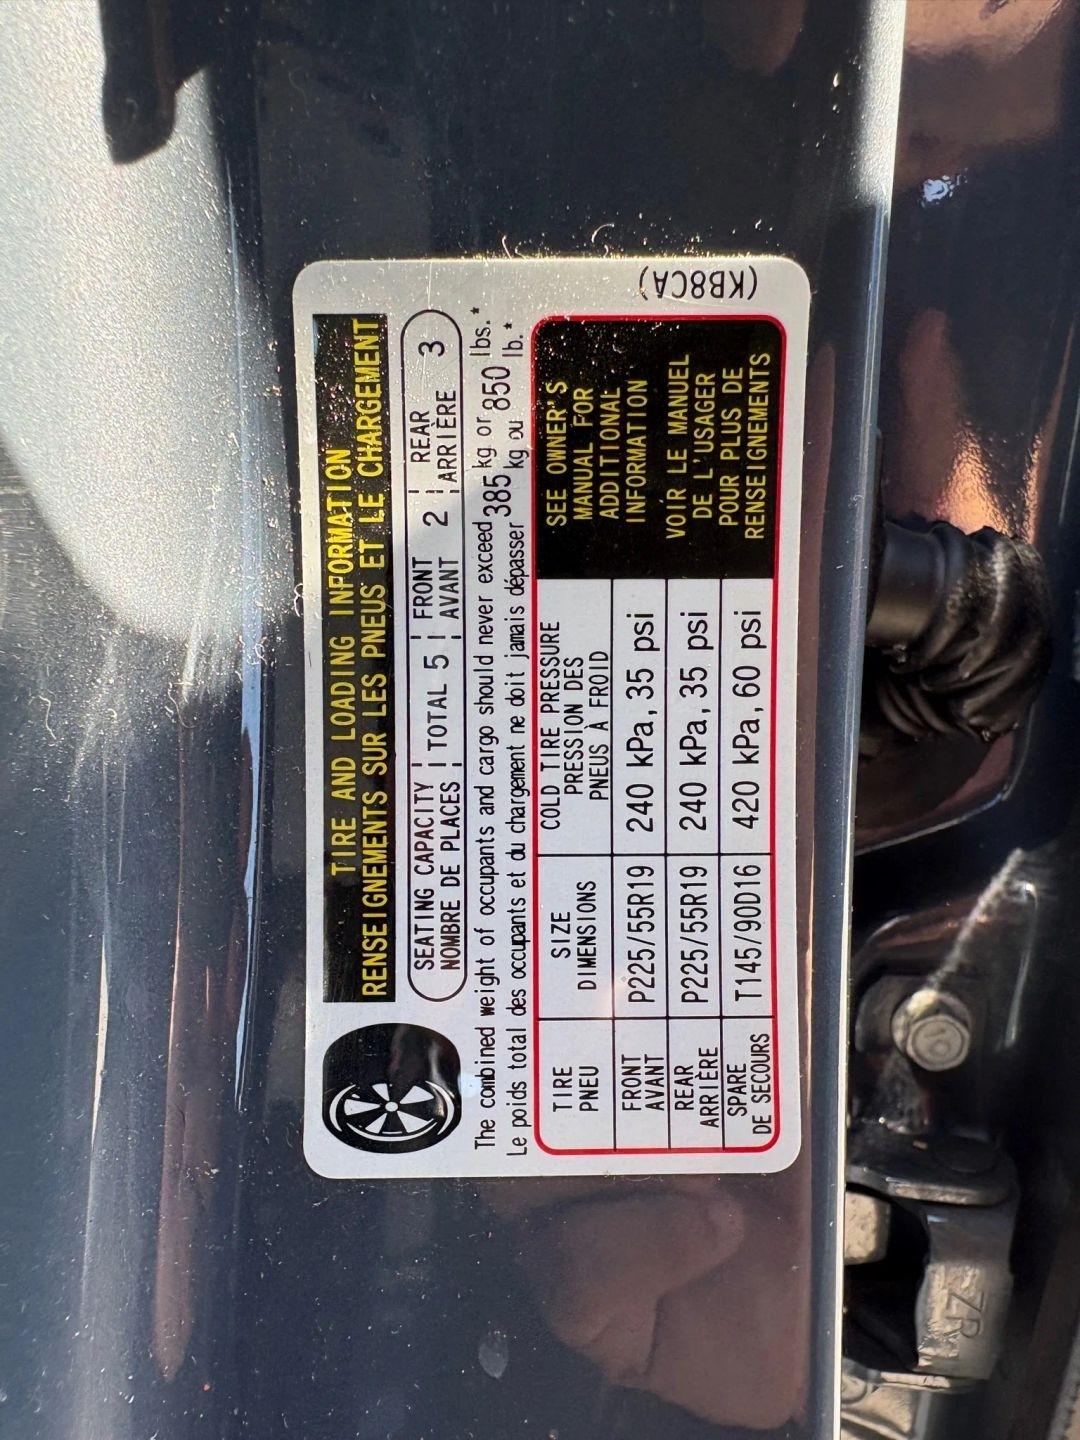 TIRE AND LOADING INFORMATION
RENSEIGNEMENTS SUR LES PNEUS ET LE CHARGEMENT
SEATING CAPACITY
NOMBRE DE PLACES
TOTAL 5
FRONT
AVANT
2
REAR
ARRIÈRE
3
The combined weight of occupants and cargo should never exceed 385 kg or 850 lbs.*
Le poids total des occupants et du chargement ne doit jamais dépasser 385 kg ou 850 lb.*
TIRE
PNEU
SIZE
DIMENSIONS
COLD TIRE PRESSURE
PRESSION DES
PNEUS À FROID
FRONT
AVANT
P225/55R19
240 kPa, 35 psi
REAR
ARRIÈRE
P225/55R19
240 kPa, 35 psi
SPARE
DE SECOURS
T145/90D16
420 kPa, 60 psi
SEE OWNER'S
MANUAL FOR
ADDITIONAL
INFORMATION
VOIR LE MANUEL
DE L'USAGER
POUR PLUS DE
RENSEIGNEMENTS
(KB8CA)
10
ZR